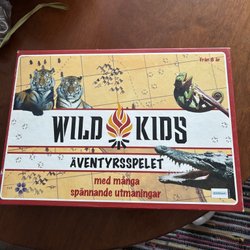 Från 8 år
WILD KIDS
ÄVENTYRSSPELET
med många
spännande utmaningar